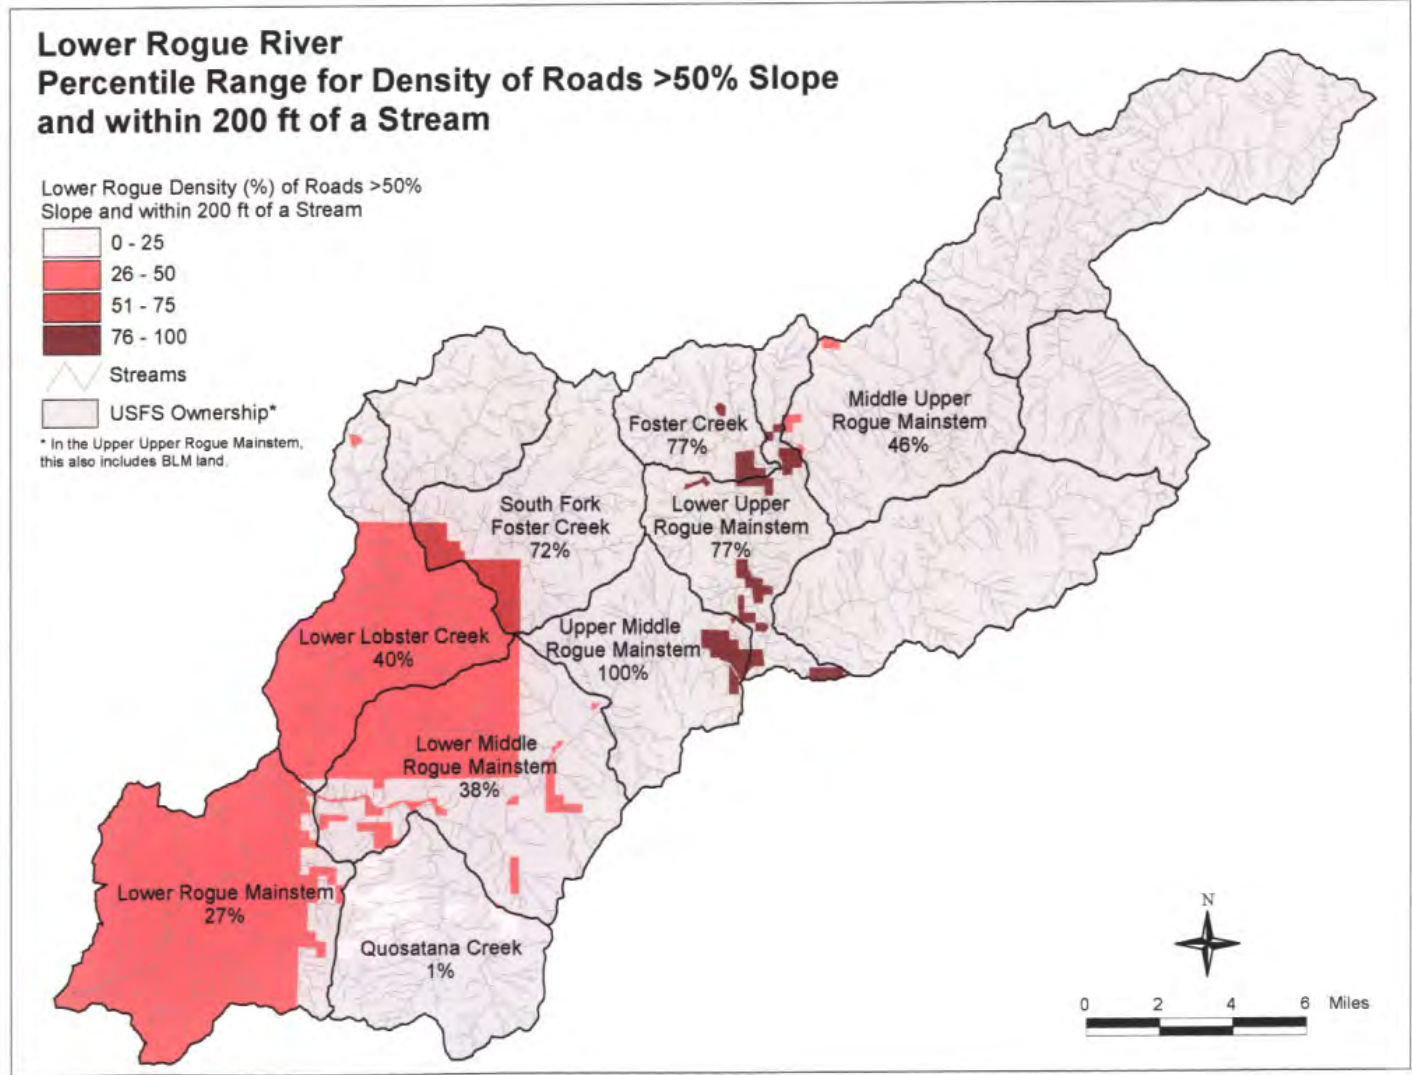 Lower Rogue River
Percentile Range for Density of Roads >50% Slope
and within 200 ft of a Stream
Lower Rogue Density (%) of Roads >50%
Slope and within 200 ft of a Stream
0 - 25
26 - 50
51 - 75
76 - 100
Streams
USFS Ownership*
* In the Upper Upper Rogue Mainstem,
this also includes BLM land.
Foster Creek
77%
Middle Upper
Rogue Mainstem
46%
South Fork
Foster Creek
72%
Lower Upper
Rogue Mainstem
77%
Lower Lobster Creek
40%
Upper Middle
Rogue Mainstem
100%
Lower Middle
Rogue Mainstem
38%
Lower Rogue Mainstem
27%
Quosatana Creek
1%
N
0 2 4 6 Miles